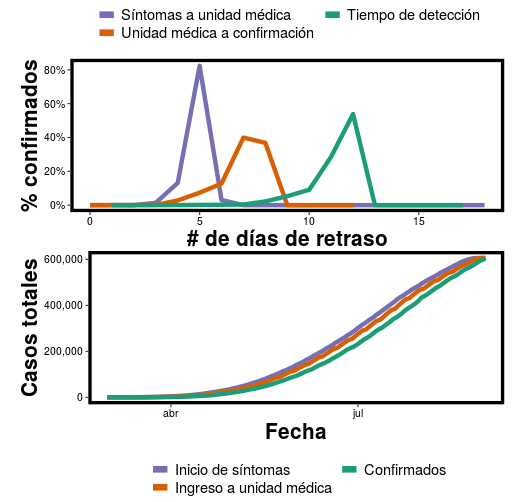 Síntomas a unidad médica
Tiempo de detección
Unidad médica a confirmación
% confirmados
80%
60%
40%
20%
0%
0
5
10
15
# de días de retraso
Casos totales
600,000
400,000
200,000
0
abr
jul
Fecha
Inicio de síntomas
Confirmados
Ingreso a unidad médica